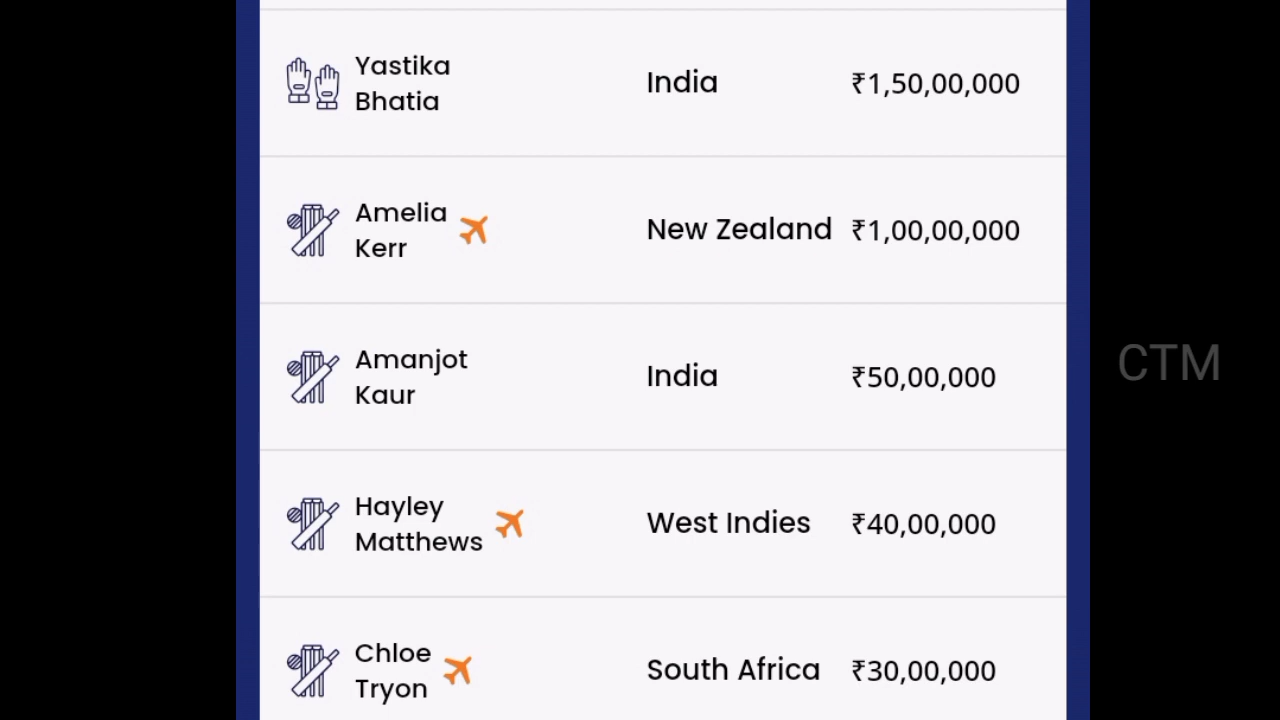 Yastika
Bhatia
India
₹1,50,00,000
Amelia
Kerr
New Zealand
₹1,00,00,000
Amanjot
Kaur
India
₹50,00,000
Hayley
Matthews
West Indies
₹40,00,000
Chloe
Tryon
South Africa
₹30,00,000
CTM